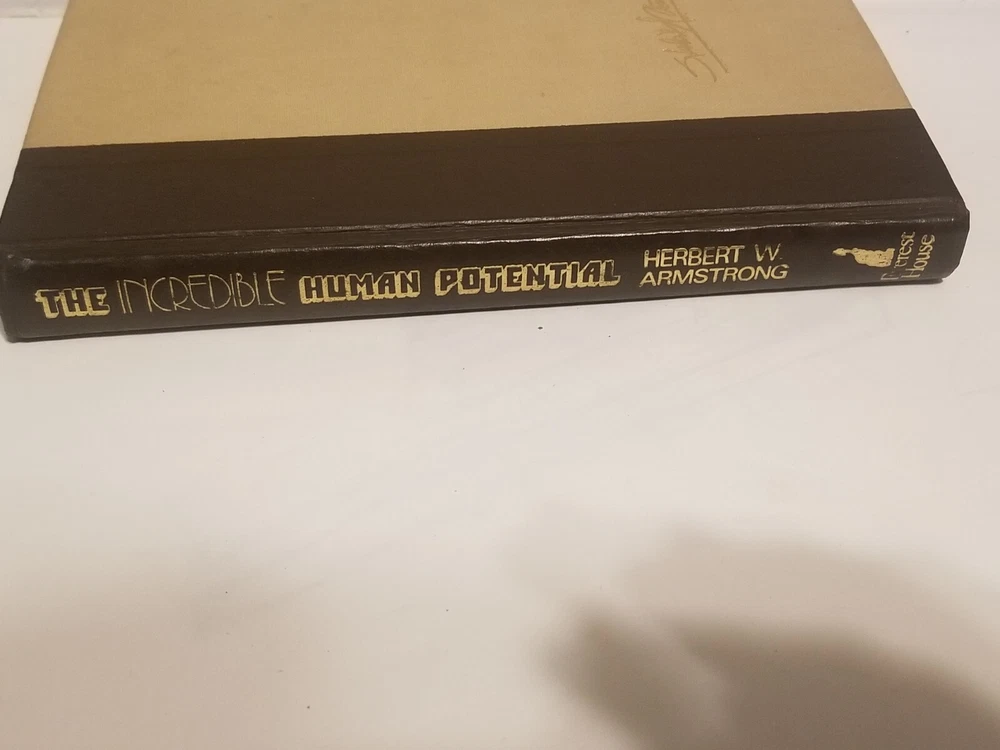 THE INCREDIBLE HUMAN POTENTIAL
HERBERT W.
ARMSTRONG
Everest
House